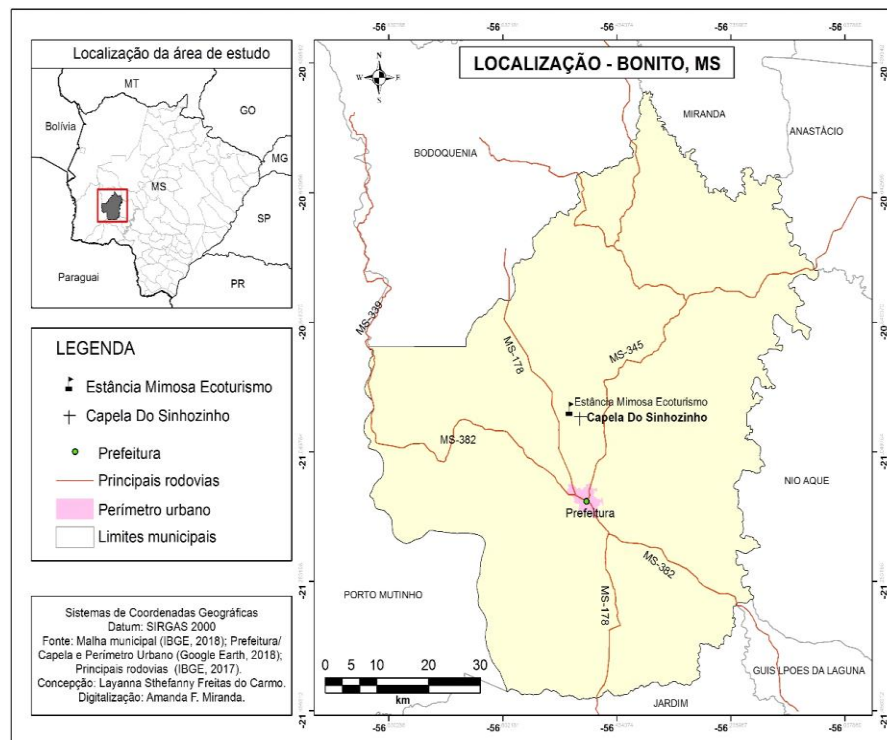 Localização da área de estudo
MT
Bolívia
GO
MG
MS
SP
Paraguai
PR
LEGENDA
Estância Mimosa Ecoturismo
Capela Do Sinhozinho
Prefeitura
Principais rodovias
Perímetro urbano
Limites municipais
Sistemas de Coordenadas Geográficas
Datum: SIRGAS 2000
Fonte: Malha municipal (IBGE, 2018); Prefeitura/
Capela e Perímetro Urbano (Google Earth, 2018);
Principais rodovias (IBGE, 2017).
Concepção: Layanna Sthefanny Freitas do Carmo.
Digitalização: Amanda F. Miranda.
-56 -56 -56 -56 -56
LOCALIZAÇÃO - BONITO, MS
N
W E
S
MIRANDA
ANASTÁCIO
BODOQUENIA
-20
-20
-20
-21
-21
-21
MS-339
MS-178
MS-345
Estância Mimosa Ecoturismo
Capela Do Sinhozinho
MS-382
NIO AQUE
Prefeitura
MS-382
MS-178
PORTO MUTINHO
GUIS LPOES DA LAGUNA
JARDIM
0 5 10 20 30
km
-20
-20
-20
-21
-21
-21
-56 -56 -56 -56 -56